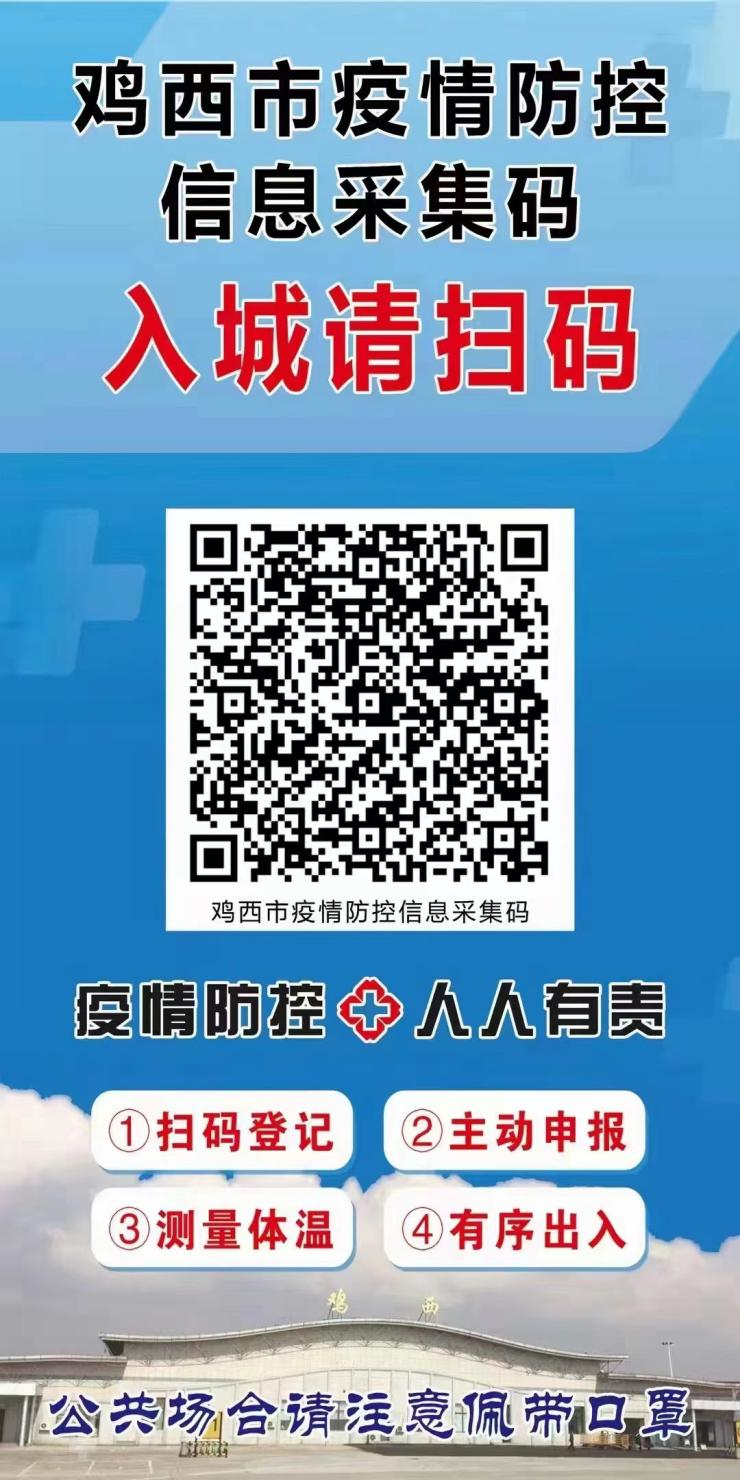 鸡西市疫情防控
信息采集码
入城请扫码
鸡西市疫情防控信息采集码
疫情防控 人人有责
①扫码登记 ②主动申报
③测量体温 ④有序出入
鸡西
公共场合请注意佩带口罩